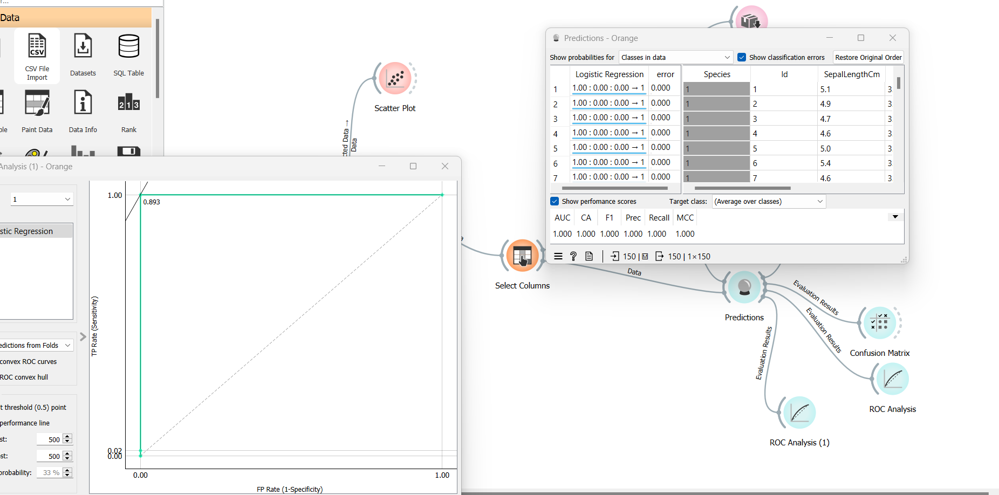 r...
Data
CSV File Import
Datasets
SQL Table
ble
Paint Data
Data Info
Rank
Scatter Plot
cted Data →
Data
Analysis (1) - Orange
1
stic Regression
edictions from Folds
convex ROC curves
ROC convex hull
t threshold (0.5) point
performance line
st: 500
st: 500
probability: 33 %
TP Rate (Sensitivity)
1.00
0.893
0.02
0.00
0.00 1.00
FP Rate (1-Specificity)
Select Columns
Data
Predictions - Orange
Show probabilities for Classes in data Show classification errors Restore Original Order
Logistic Regression error Species Id SepalLengthCm
1 1.00 : 0.00 : 0.00 → 1 0.000 1 1 5.1 3
2 1.00 : 0.00 : 0.00 → 1 0.000 1 2 4.9 3
3 1.00 : 0.00 : 0.00 → 1 0.000 1 3 4.7 3
4 1.00 : 0.00 : 0.00 → 1 0.000 1 4 4.6 3
5 1.00 : 0.00 : 0.00 → 1 0.000 1 5 5.0 3
6 1.00 : 0.00 : 0.00 → 1 0.000 1 6 5.4 3
7 1.00 : 0.00 : 0.00 → 1 0.000 1 7 4.6 3
Show perfomance scores Target class: (Average over classes)
AUC CA F1 Prec Recall MCC
1.000 1.000 1.000 1.000 1.000 1.000
150 | M 150 | 1×150
Predictions
Evaluation Results
Evaluation Results
Evaluation Results
Confusion Matrix
ROC Analysis
ROC Analysis (1)